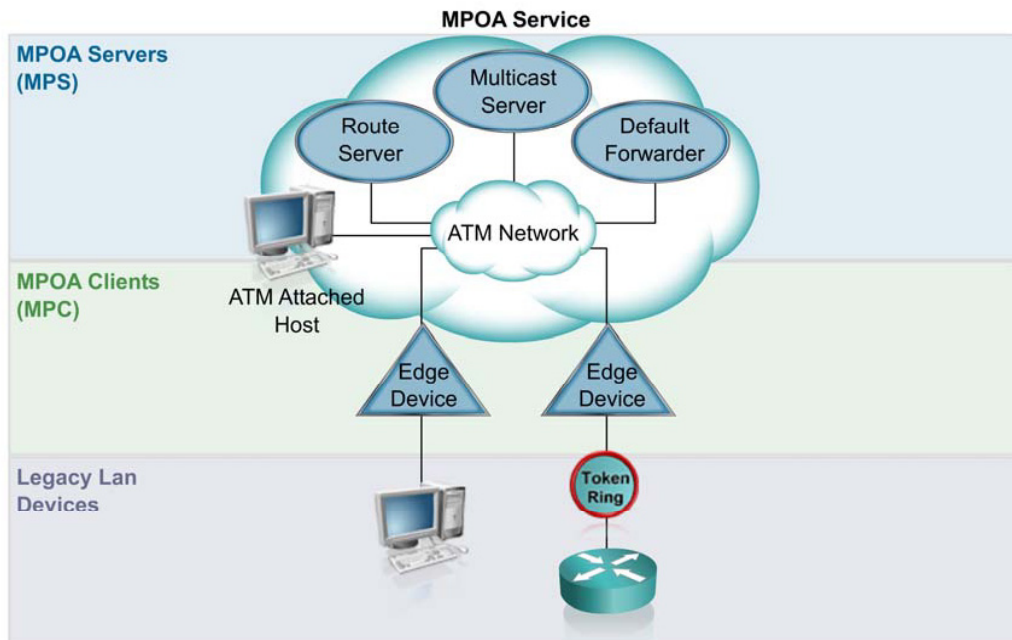 MPOA Service
MPOA Servers
(MPS)
Multicast
Server
Route
Server
Default
Forwarder
ATM Network
MPOA Clients
(MPC)
ATM Attached
Host
Edge
Device
Edge
Device
Legacy Lan
Devices
Token
Ring